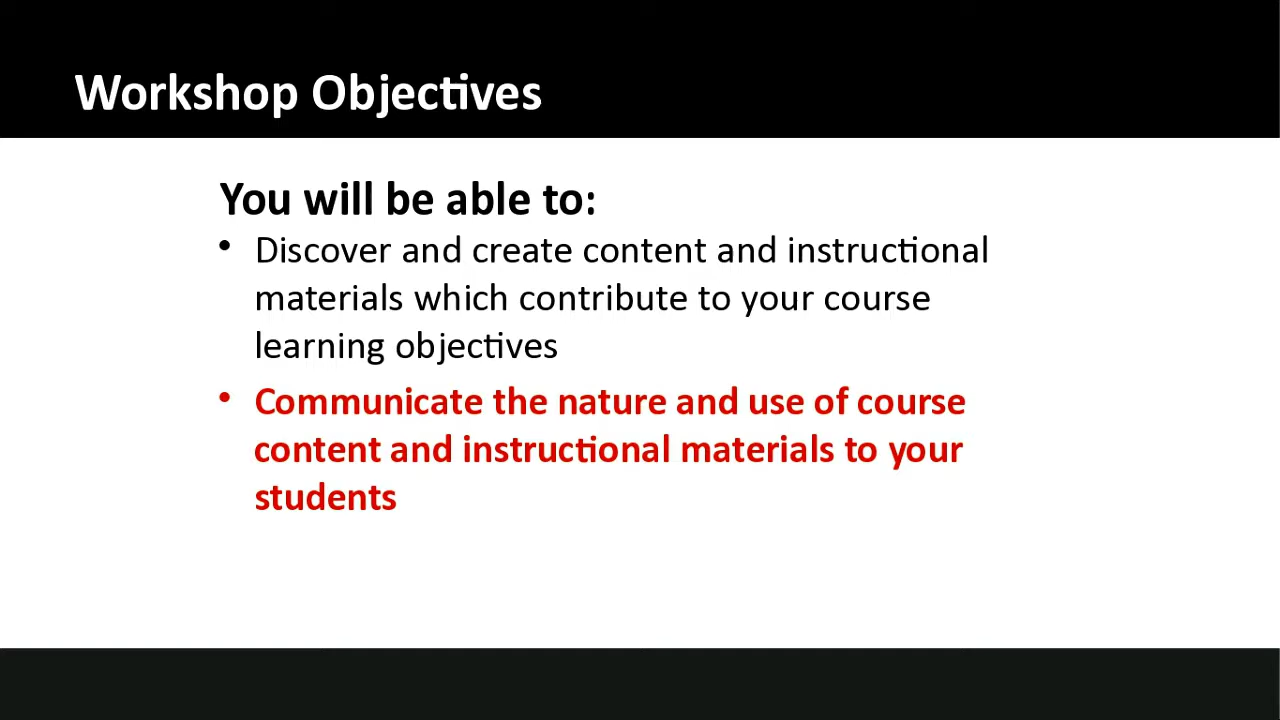 Workshop Objectives
You will be able to:
• Discover and create content and instructional
materials which contribute to your course
learning objectives
• Communicate the nature and use of course
content and instructional materials to your
students